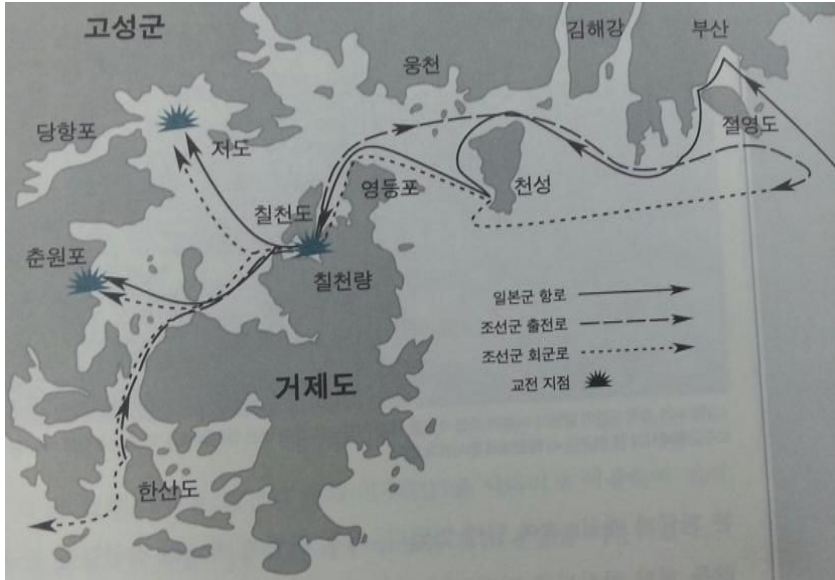 고성군
김해강
부산
웅천
당항포
저도
절영도
영등포
천성
칠천도
춘원포
칠천량
일본군 항로
조선군 출전로
조선군 회군로
교전 지점
거제도
한산도